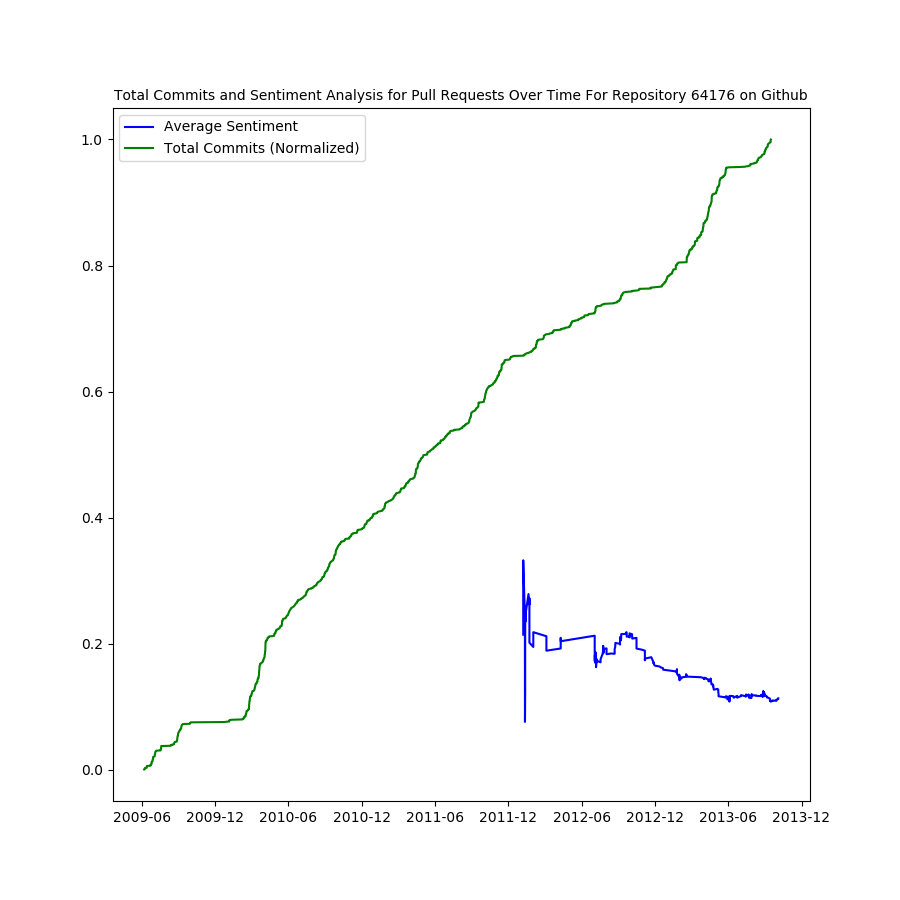 Total Commits and Sentiment Analysis for Pull Requests Over Time For Repository 64176 on Github
Average Sentiment
Total Commits (Normalized)
1.0
0.8
0.6
0.4
0.2
0.0
2009-06 2009-12 2010-06 2010-12 2011-06 2011-12 2012-06 2012-12 2013-06 2013-12